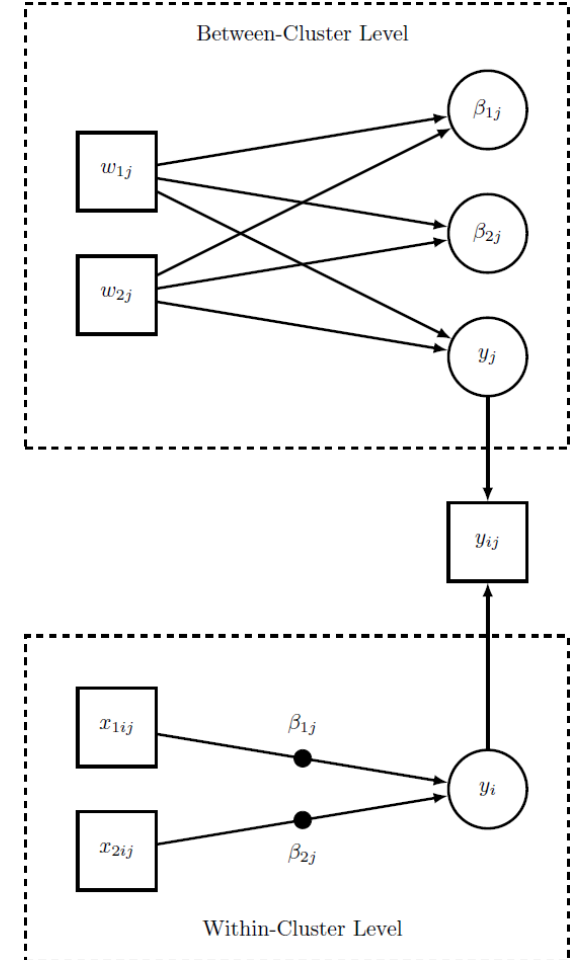 Between-Cluster Level
β1j
w1j
β2j
w2j
yj
yij
x1ij
β1j
yi
x2ij
β2j
Within-Cluster Level